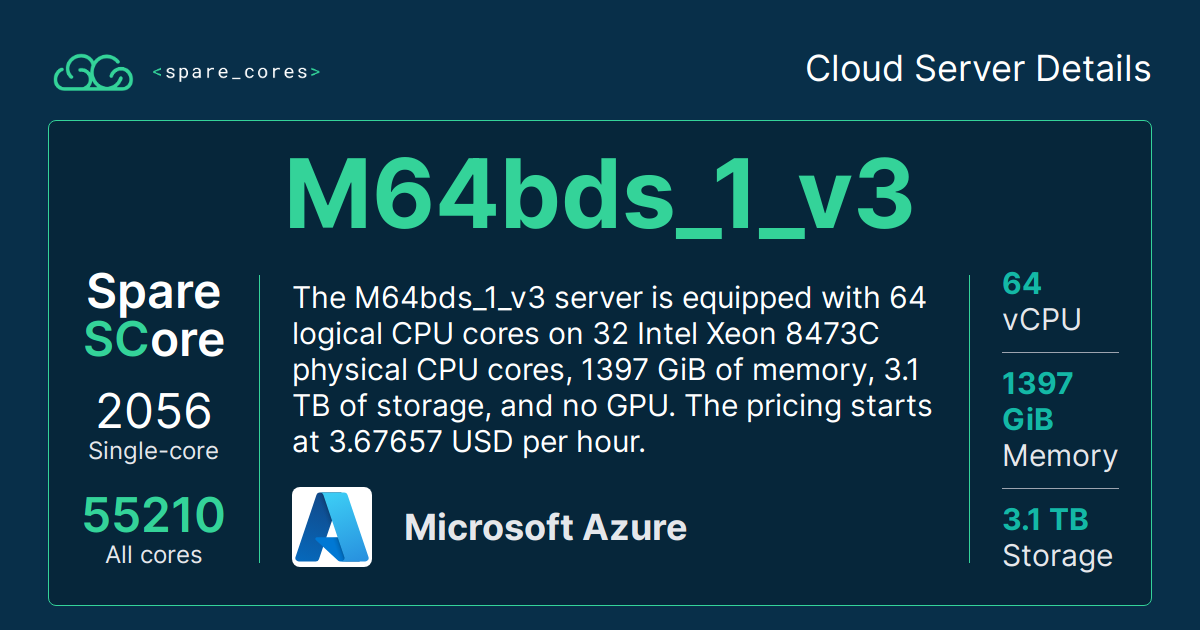 <spare_cores>
Cloud Server Details
M64bds_1_v3
Spare
SCore
2056
Single-core
55210
All cores
The M64bds_1_v3 server is equipped with 64
logical CPU cores on 32 Intel Xeon 8473C
physical CPU cores, 1397 GiB of memory, 3.1
TB of storage, and no GPU. The pricing starts
at 3.67657 USD per hour.
Microsoft Azure
64
vCPU
1397
GiB
Memory
3.1 TB
Storage